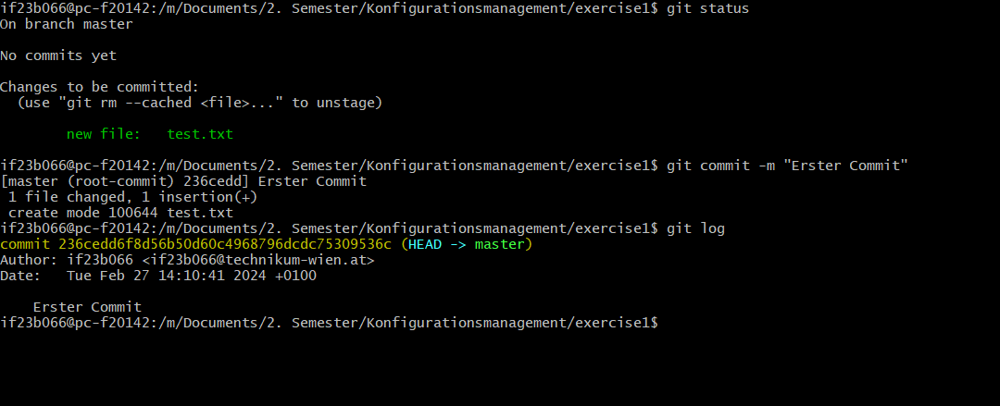 if23b066@pc-f20142:/m/Documents/2. Semester/Konfigurationsmanagement/exercise1$ git status
On branch master
No commits yet
Changes to be committed:
  (use "git rm --cached <file>..." to unstage)
        new file:   test.txt
if23b066@pc-f20142:/m/Documents/2. Semester/Konfigurationsmanagement/exercise1$ git commit -m "Erster Commit"
[master (root-commit) 236cedd] Erster Commit
 1 file changed, 1 insertion(+)
 create mode 100644 test.txt
if23b066@pc-f20142:/m/Documents/2. Semester/Konfigurationsmanagement/exercise1$ git log
commit 236cedd6f8d56b50d60c4968796dcdc75309536c (HEAD -> master)
Author: if23b066 <if23b066@technikum-wien.at>
Date:   Tue Feb 27 14:10:41 2024 +0100
    Erster Commit
if23b066@pc-f20142:/m/Documents/2. Semester/Konfigurationsmanagement/exercise1$